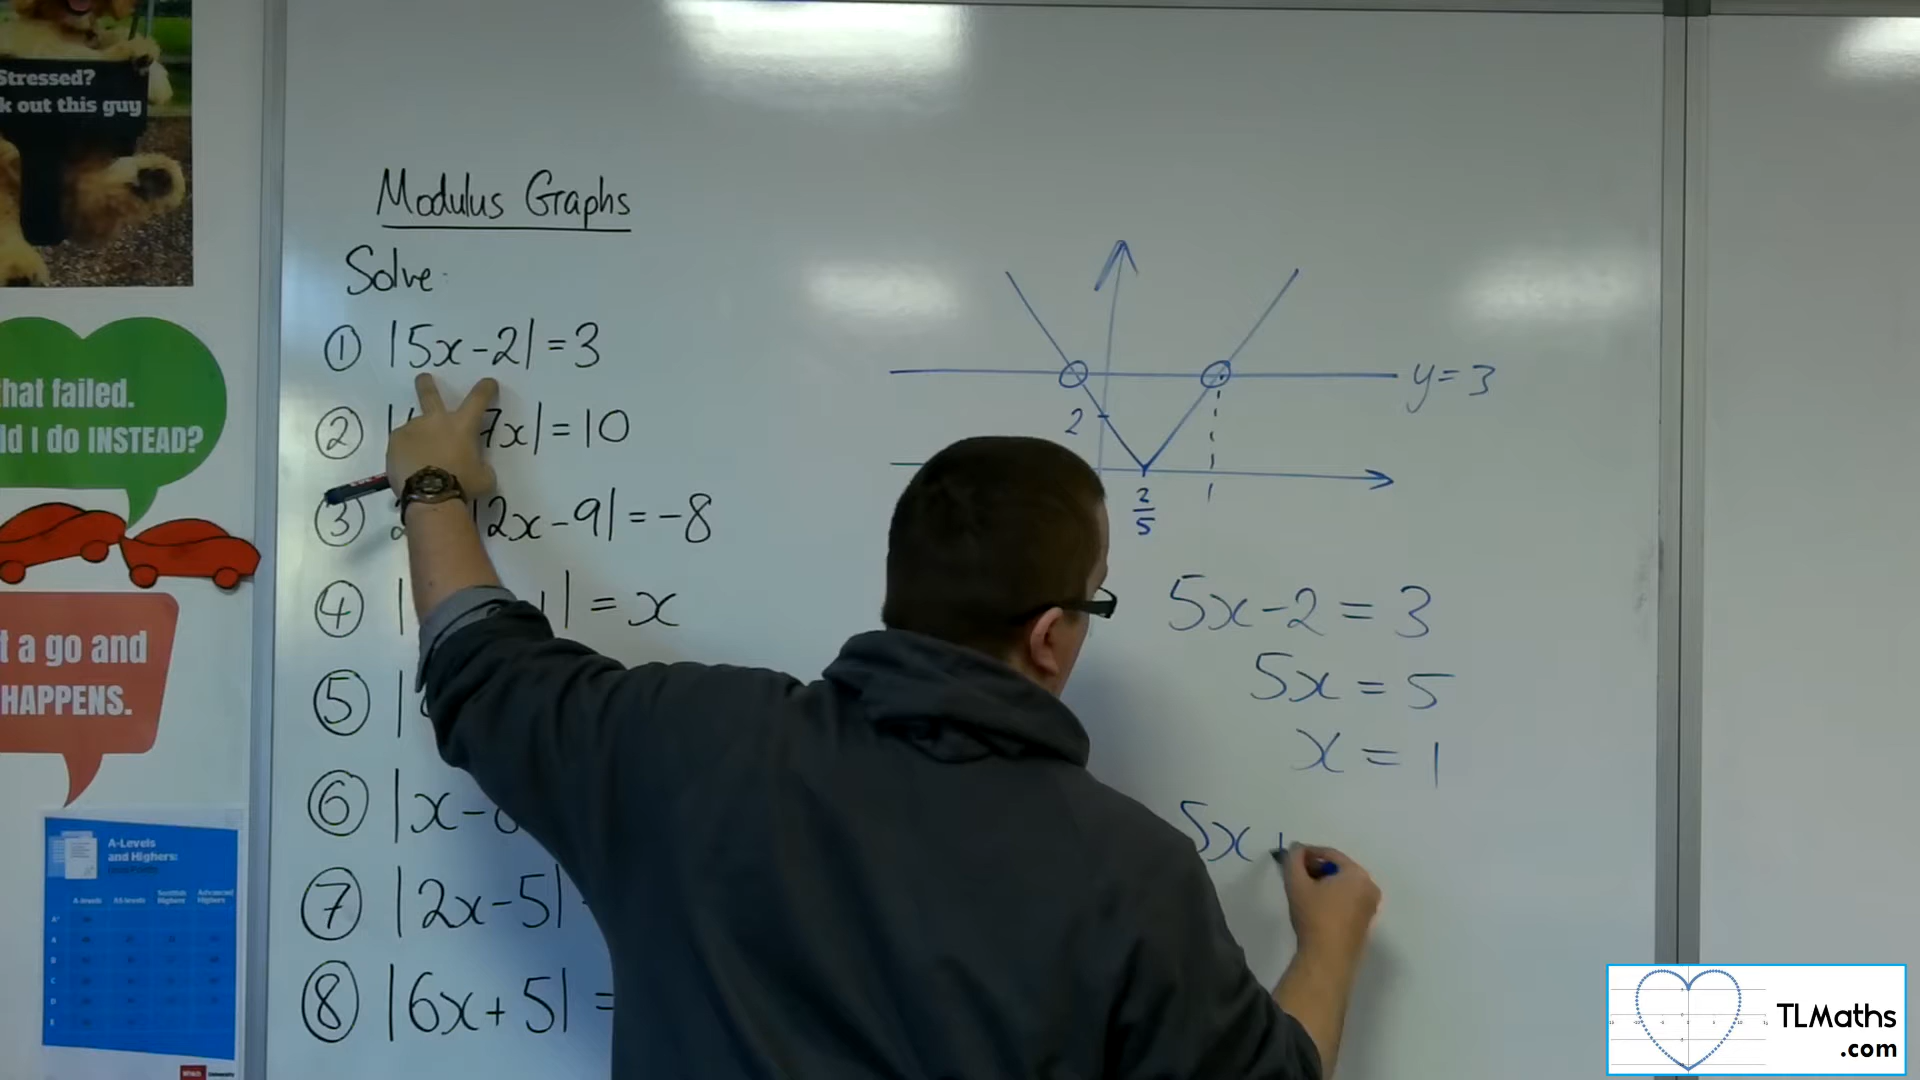 Stressed?
k out this guy
that failed.
ld I do INSTEAD?
t a go and
HAPPENS.
A-Levels
and Highers:
Modulus Graphs
Solve:
① |5x-2|=3
② | 7x|=10
③ |2x-9|=-8
④ | |=x
⑤ |
⑥ |x-
⑦ |2x-5|
⑧ |6x+5|=
y=3
2
2/5
1
5x-2=3
5x=5
x=1
5x
TLMaths
.com